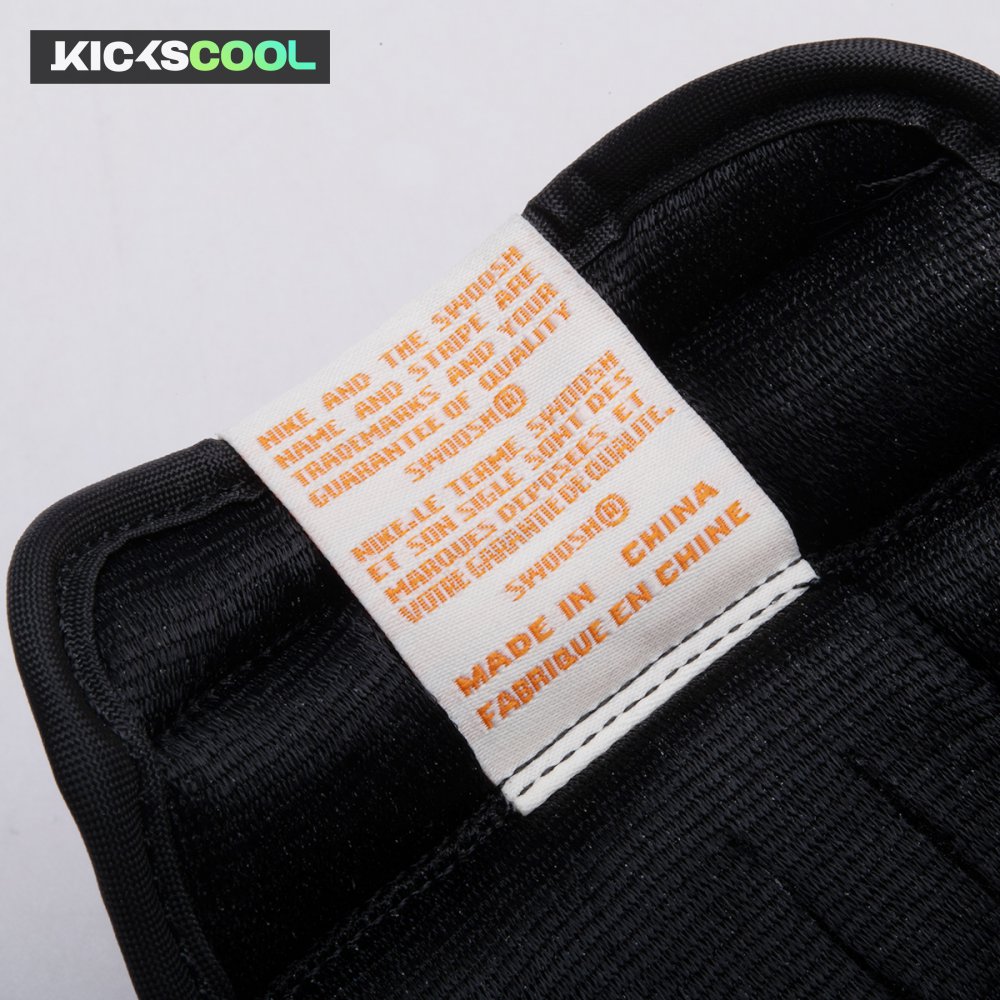 KICKSCOOL
NIKE AND THE SWOOSH
NAME AND STRIPE ARE
TRADEMARKS AND YOUR
GUARANTEE OF QUALITY
SWOOSH®
NIKE.LE TERME SWOOSH
ET SON SIGLE SONT DES
MARQUES DEPOSEES ET
VOTRE GARANTIE DE QUALITE.
SWOOSH®
MADE IN CHINA
FABRIQUE EN CHINE